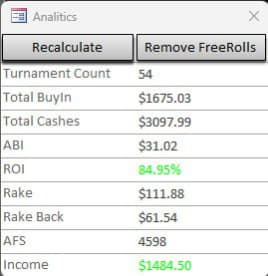 Analitics
Recalculate Remove FreeRolls
Turnament Count 54
Total BuyIn $1675.03
Total Cashes $3097.99
ABI $31.02
ROI 84.95%
Rake $111.88
Rake Back $61.54
AFS 4598
Income $1484.50